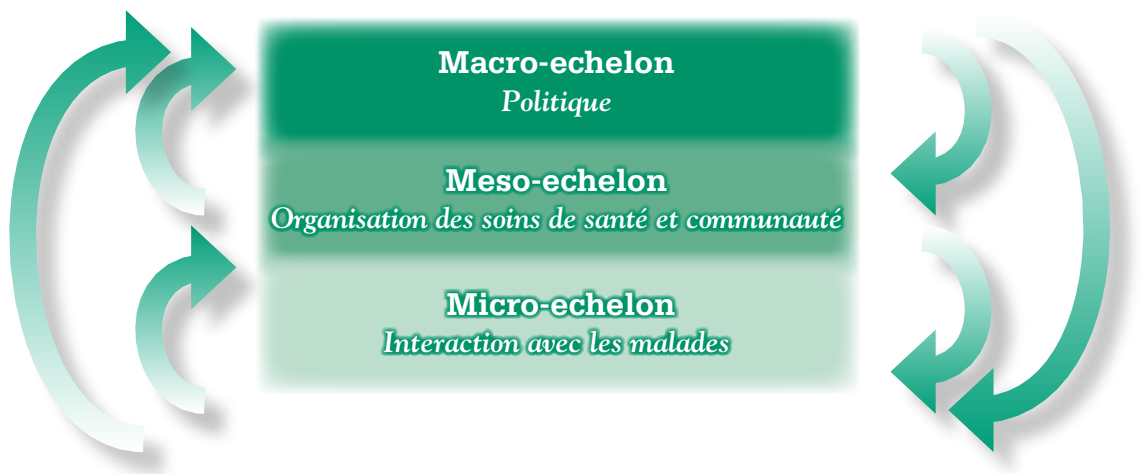 Macro-echelon
Politique
Meso-echelon
Organisation des soins de santé et communauté
Micro-echelon
Interaction avec les malades